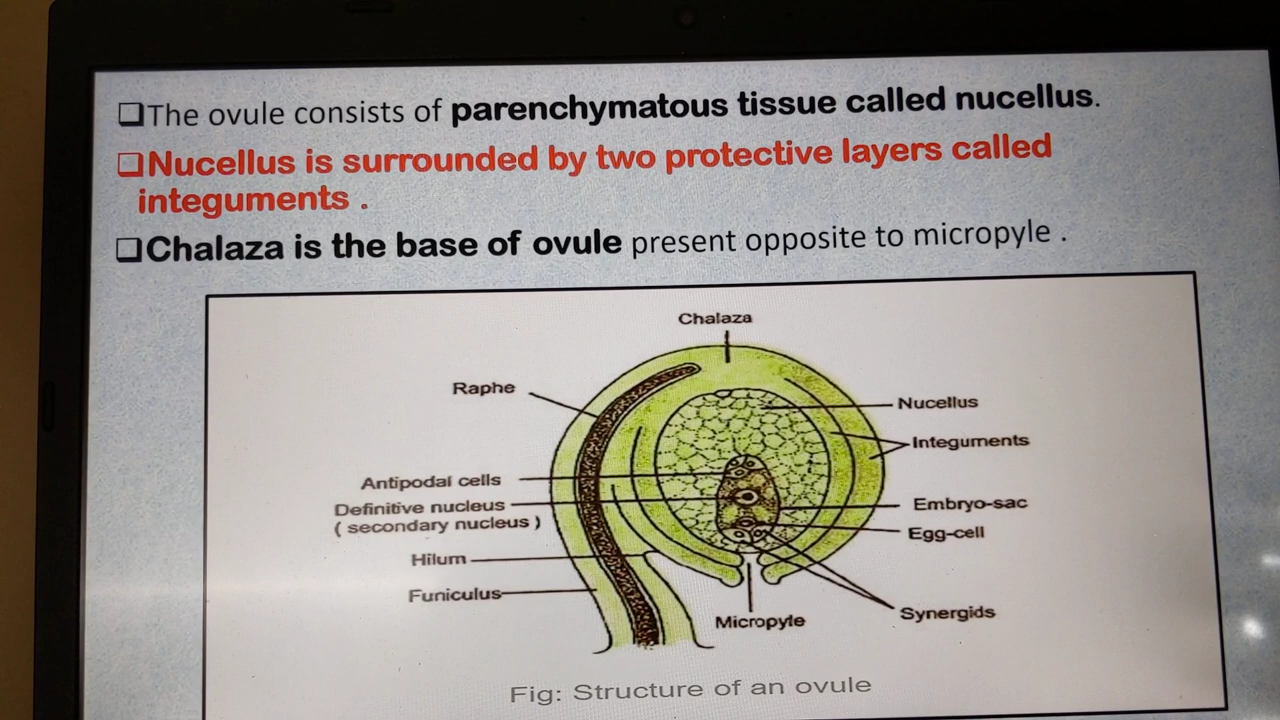 ❑The ovule consists of parenchymatous tissue called nucellus.
❑Nucellus is surrounded by two protective layers called
integuments .
❑Chalaza is the base of ovule present opposite to micropyle .
Chalaza
Raphe
Nucellus
Integuments
Antipodal cells
Definitive nucleus
( secondary nucleus )
Embryo-sac
Egg-cell
Hilum
Funiculus
Synergids
Micropyle
Fig: Structure of an ovule